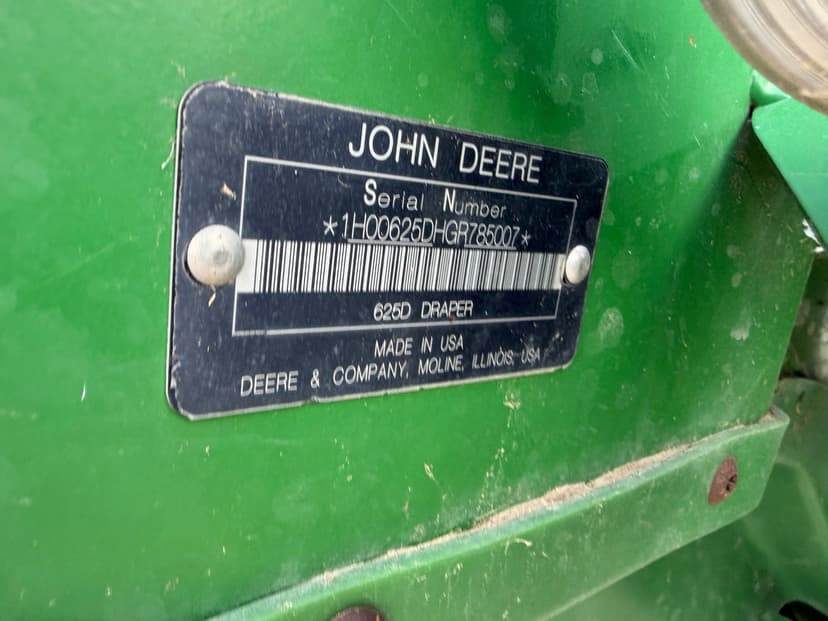 JOHN DEERE
Serial Number
*1H00625DHGR785007*
625D DRAPER
MADE IN USA
DEERE & COMPANY, MOLINE, ILLINOIS, USA